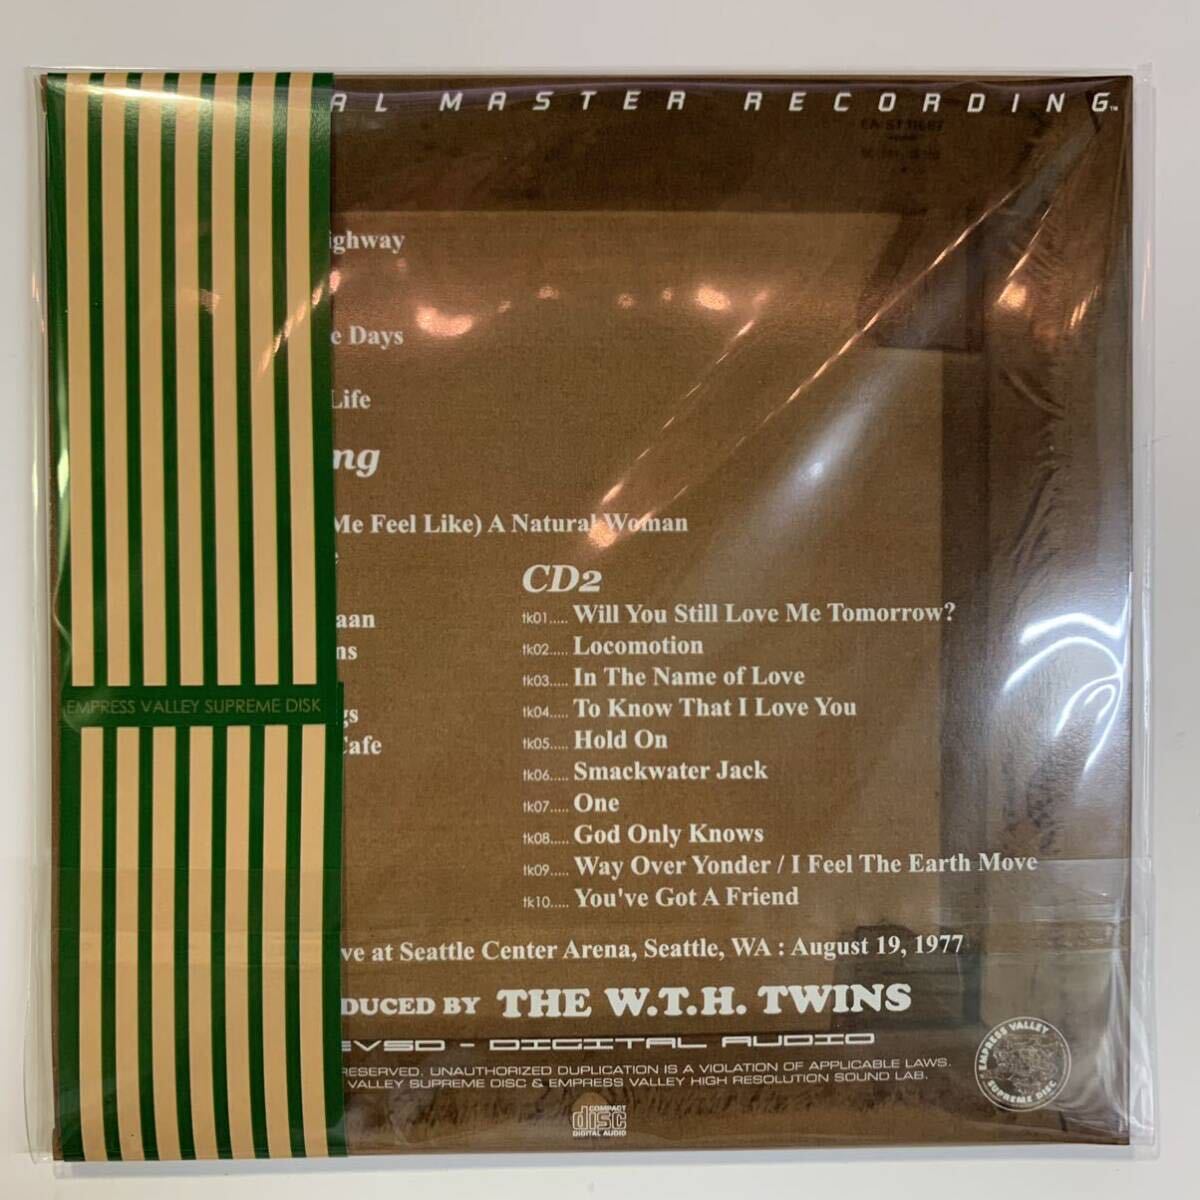 AL MASTER RECORDING™
ighway
e Days
Life
ng
Me Feel Like) A Natural Woman
e
aan
ns
gs
Cafe
EMPRESS VALLEY SUPREME DISK
CD2
tk01..... Will You Still Love Me Tomorrow?
tk02..... Locomotion
tk03..... In The Name of Love
tk04..... To Know That I Love You
tk05..... Hold On
tk06..... Smackwater Jack
tk07..... One
tk08..... God Only Knows
tk09..... Way Over Yonder / I Feel The Earth Move
tk10..... You've Got A Friend
ve at Seattle Center Arena, Seattle, WA : August 19, 1977
DUCED BY THE W.T.H. TWINS
EVSD - DIGITAL AUDIO
RESERVED. UNAUTHORIZED DUPLICATION IS A VIOLATION OF APPLICABLE LAWS.
VALLEY SUPREME DISC & EMPRESS VALLEY HIGH RESOLUTION SOUND LAB.
EMPRESS VALLEY SUPREME DISC
COMPACT disc DIGITAL AUDIO